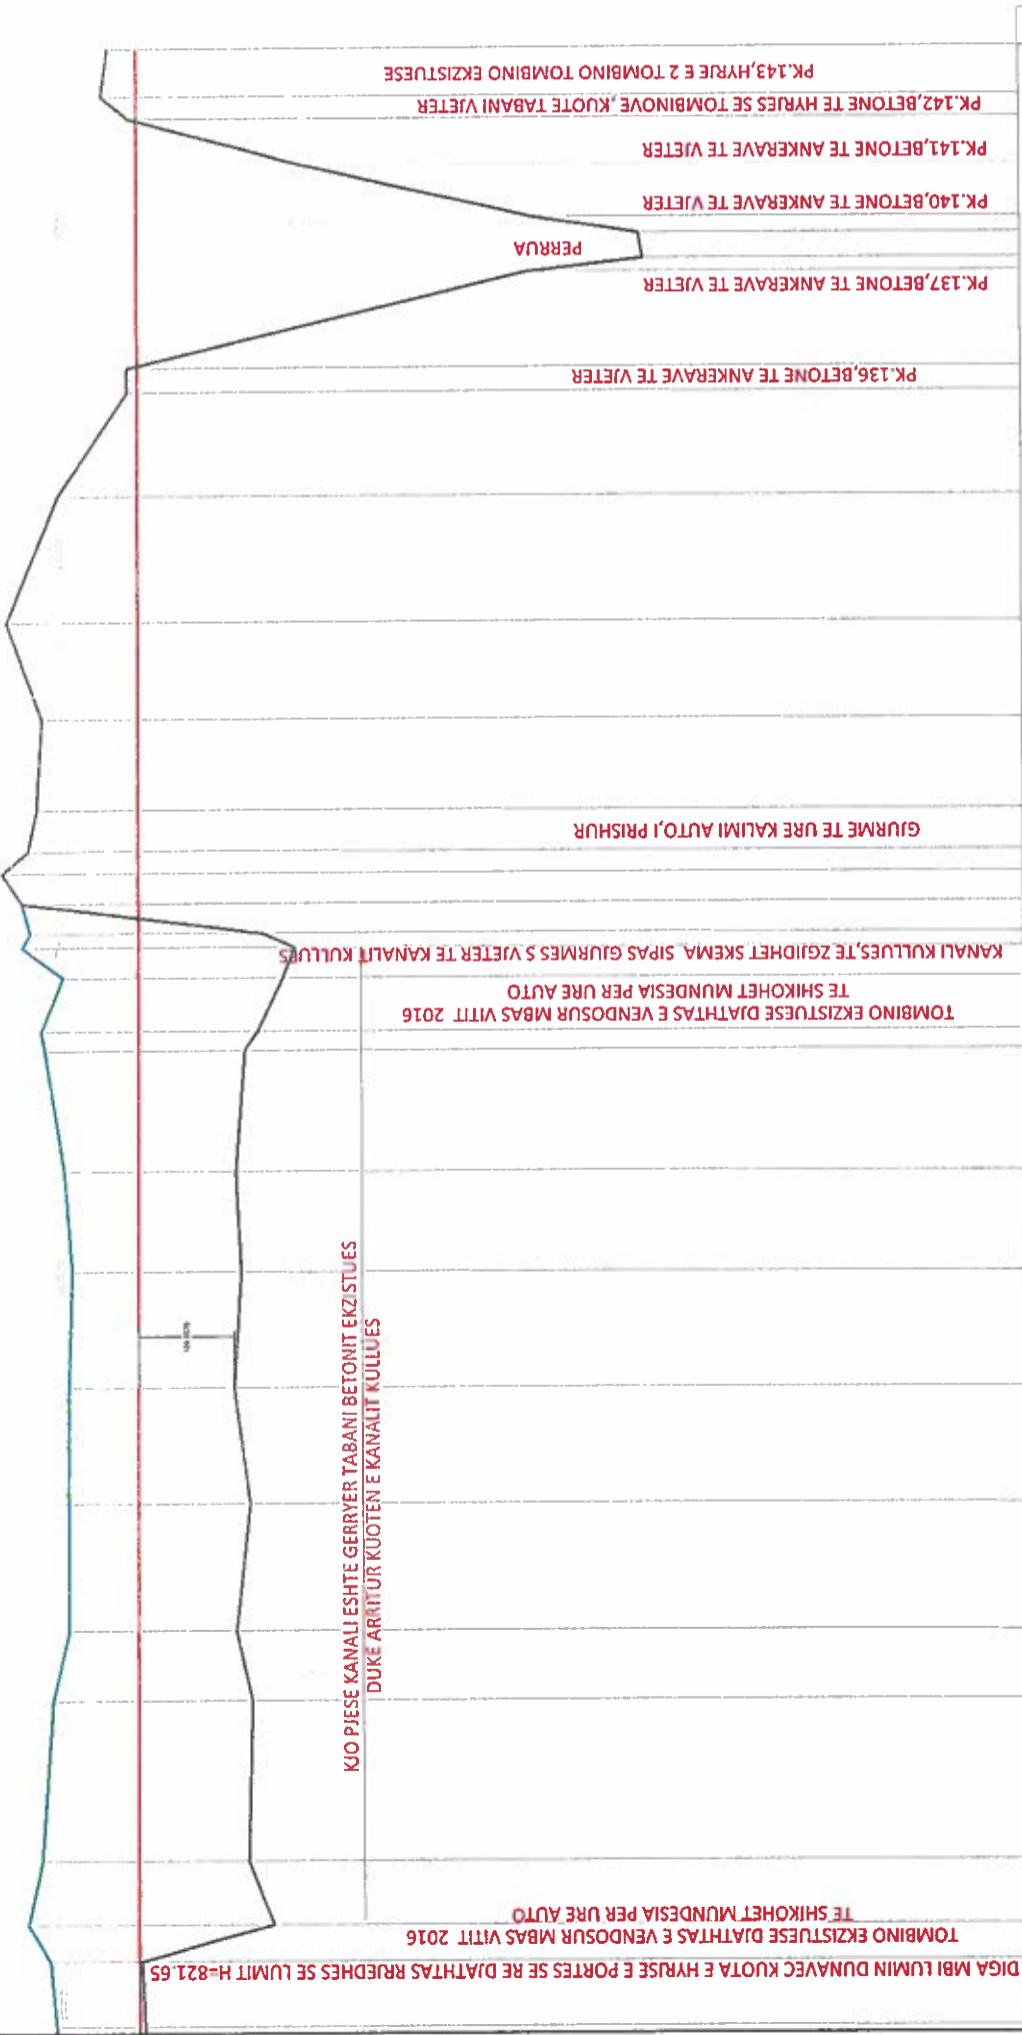 DIGA MBI LUMIN DUNAVEC KUOTA E HYRJSE E PORTES SE RE DJATHTAS RRJEDHES SE LUMIT H=821.65
TOMBINO EKZISTUESE DJATHTAS E VENDOSUR MBAS VITIT 2016
TE SHIKOHET MUNDESIA PER URE AUTO
KJO PJESE KANALI ESHTE GERRYER TABANI BETONIT EKZISTUES
DUKE ARRITUR KUOTEN E KANALIT KULLUES
TOMBINO EKZISTUESE DJATHTAS E VENDOSUR MBAS VITIT 2016
TE SHIKOHET MUNDESIA PER URE AUTO
KANALI KULLUES,TE ZGJIDHET SKEMA, SIPAS GJURMES S VJETER TE KANALIT KULLUES
GJURME TE URE KALIMI AUTO,I PRISHUR
PK.136,BETONE TE ANKERAVE TE VJETER
PK.137,BETONE TE ANKERAVE TE VJETER
PERRUA
PK.140,BETONE TE ANKERAVE TE VJETER
PK.141,BETONE TE ANKERAVE TE VJETER
PK.142,BETONE TE HYRJES SE TOMBINOVE, KUOTE TABANI VJETER
PK.143,HYRJE E 2 TOMBINO TOMBINO EKZISTUESE